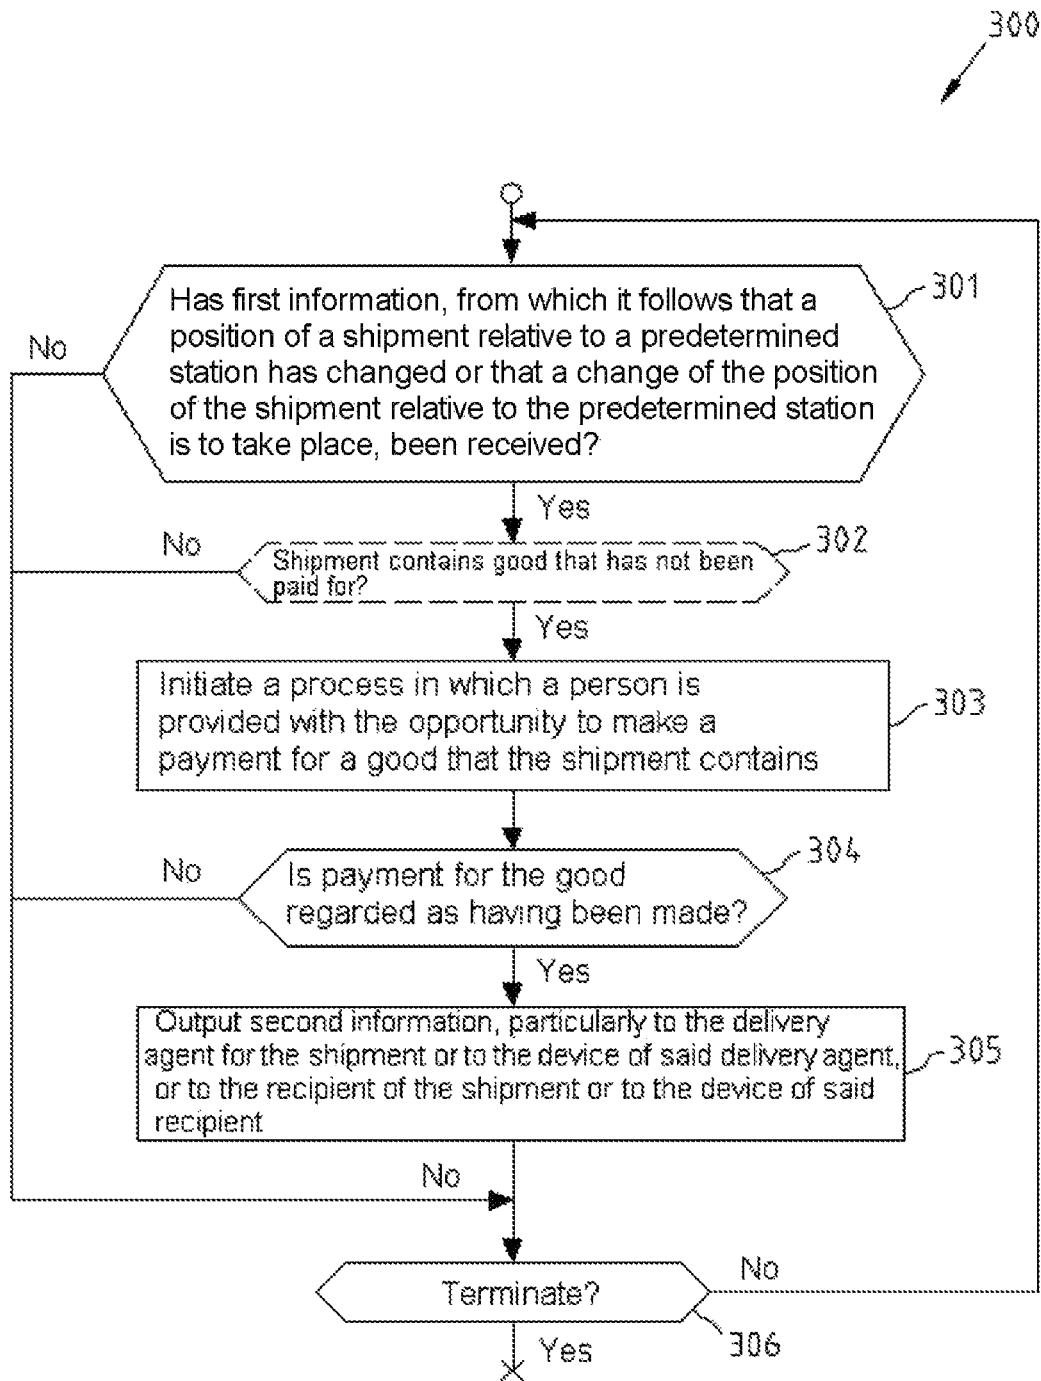 300
Has first information, from which it follows that a
position of a shipment relative to a predetermined
station has changed or that a change of the position
of the shipment relative to the predetermined station
is to take place, been received?
301
No
Yes
No
Shipment contains good that has not been
paid for?
302
Yes
Initiate a process in which a person is
provided with the opportunity to make a
payment for a good that the shipment contains
303
No
Is payment for the good
regarded as having been made?
304
Yes
Output second information, particularly to the delivery
agent for the shipment or to the device of said delivery agent,
or to the recipient of the shipment or to the device of said
recipient
305
No
Terminate?
No
306
Yes